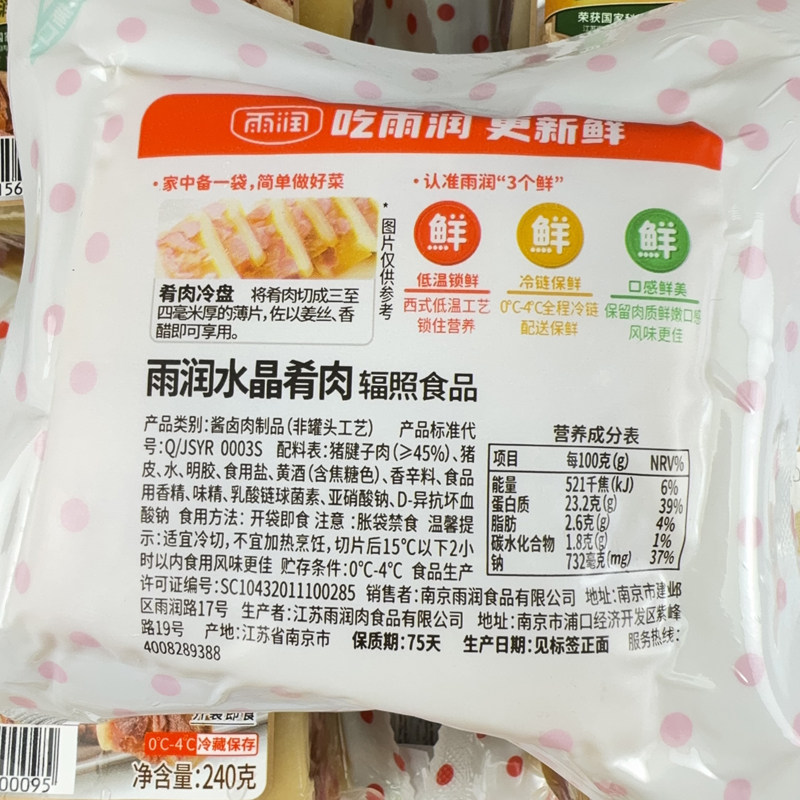 荣获国家科
雨润 吃雨润 更新鲜
·家中备一袋,简单做好菜
·认准雨润“3个鲜”
*图片仅供参考
肴肉冷盘 将肴肉切成三至
四毫米厚的薄片,佐以姜丝、香
醋即可享用。
鲜
低温锁鲜
西式低温工艺
锁住营养
鲜
冷链保鲜
0℃-4℃全程冷链
配送保鲜
鲜
口感鲜美
保留肉质鲜嫩口感
风味更佳
雨润水晶肴肉 辐照食品
产品类别:酱卤肉制品(非罐头工艺) 产品标准代
号:Q/JSYR 0003S 配料表:猪腱子肉(≥45%)、猪
皮、水、明胶、食用盐、黄酒(含焦糖色)、香辛料、食品
用香精、味精、乳酸链球菌素、亚硝酸钠、D-异抗坏血
酸钠 食用方法: 开袋即食 注意 :胀袋禁食 温馨提
示:适宜冷切,不宜加热烹饪,切片后15℃以下2小
时以内食用风味更佳 贮存条件:0℃-4℃ 食品生产
许可证编号:SC10432011100285 销售者:南京雨润食品有限公司 地址:南京市建邺
区雨润路17号 生产者:江苏雨润肉食品有限公司 地址:南京市浦口经济开发区紫峰
路19号 产地:江苏省南京市 保质期:75天 生产日期:见标签正面 服务热线:
4008289388
营养成分表
项目 每100克(g) NRV%
能量 521千焦(kJ) 6%
蛋白质 23.2克(g) 39%
脂肪 2.6克(g) 4%
碳水化合物 1.8克(g) 1%
钠 732毫克(mg) 37%
开袋即食
0℃-4℃ 冷藏保存
净含量:240克
00095